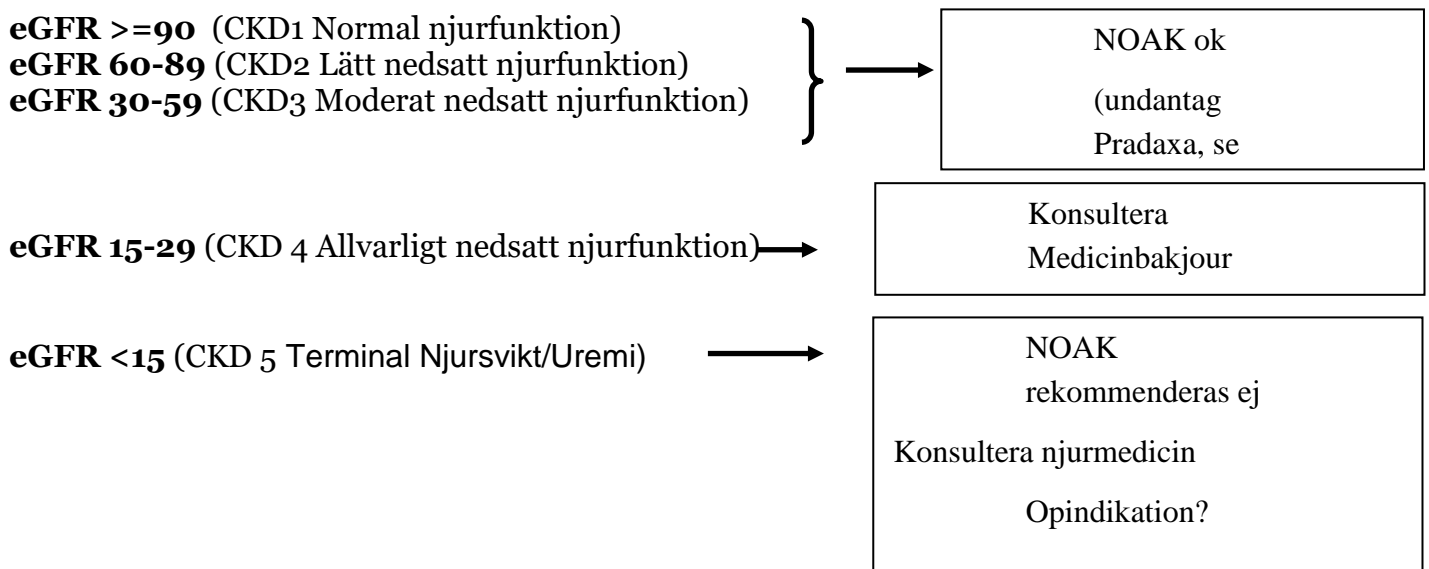 eGFR >=90 (CKD1 Normal njurfunktion)
eGFR 60-89 (CKD2 Lätt nedsatt njurfunktion)
eGFR 30-59 (CKD3 Moderat nedsatt njurfunktion)
NOAK ok
(undantag
Pradaxa, se
eGFR 15-29 (CKD 4 Allvarligt nedsatt njurfunktion)
Konsultera
Medicinbakjour
eGFR <15 (CKD 5 Terminal Njursvikt/Uremi)
NOAK
rekommenderas ej
Konsultera njurmedicin
Opindikation?